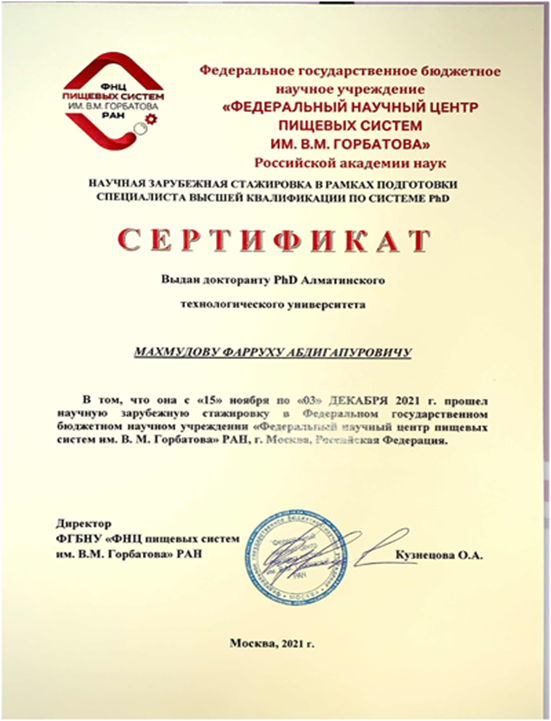 ФНЦ
ПИЩЕВЫХ СИСТЕМ
ИМ. В.М. ГОРБАТОВА
РАН
Федеральное государственное бюджетное
научное учреждение
«ФЕДЕРАЛЬНЫЙ НАУЧНЫЙ ЦЕНТР
ПИЩЕВЫХ СИСТЕМ
ИМ. В.М. ГОРБАТОВА»
Российской академии наук
НАУЧНАЯ ЗАРУБЕЖНАЯ СТАЖИРОВКА В РАМКАХ ПОДГОТОВКИ
СПЕЦИАЛИСТА ВЫСШЕЙ КВАЛИФИКАЦИИ ПО СИСТЕМЕ PhD
СЕРТИФИКАТ
Выдан докторанту PhD Алматинского
технологического университета
МАХМУДОВУ ФАРРУХУ АБДИГАПУРОВИЧУ
В том, что она с «15» ноября по «03» ДЕКАБРЯ 2021 г. прошел
научную зарубежную стажировку в Федеральном государственном
бюджетном научном учреждении «Федеральный научный центр пищевых
систем им. В. М. Горбатова» РАН, г. Москва, Российская Федерация.
Директор
ФГБНУ «ФНЦ пищевых систем
им. В.М. Горбатова» РАН
Кузнецова О.А.
РАН
Москва, 2021 г.